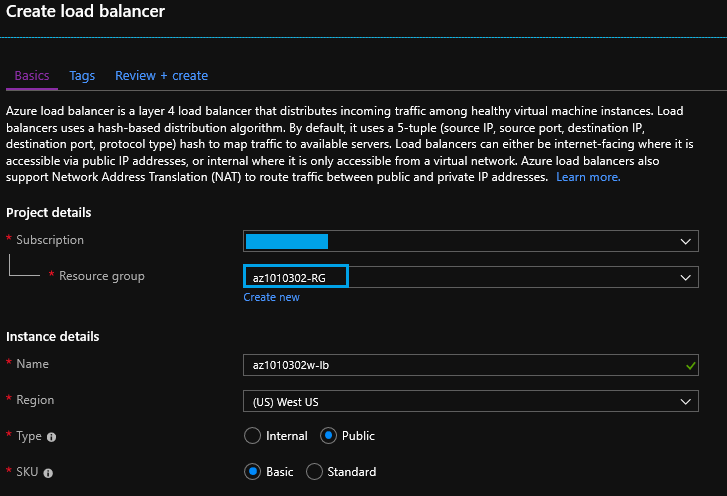 Create load balancer
Basics Tags Review + create
Azure load balancer is a layer 4 load balancer that distributes incoming traffic among healthy virtual machine instances. Load
balancers uses a hash-based distribution algorithm. By default, it uses a 5-tuple (source IP, source port, destination IP,
destination port, protocol type) hash to map traffic to available servers. Load balancers can either be internet-facing where it is
accessible via public IP addresses, or internal where it is only accessible from a virtual network. Azure load balancers also
support Network Address Translation (NAT) to route traffic between public and private IP addresses. Learn more.
Project details
* Subscription
* Resource group az1010302-RG
Create new
Instance details
* Name az1010302w-lb
* Region (US) West US
* Type Internal Public
* SKU Basic Standard